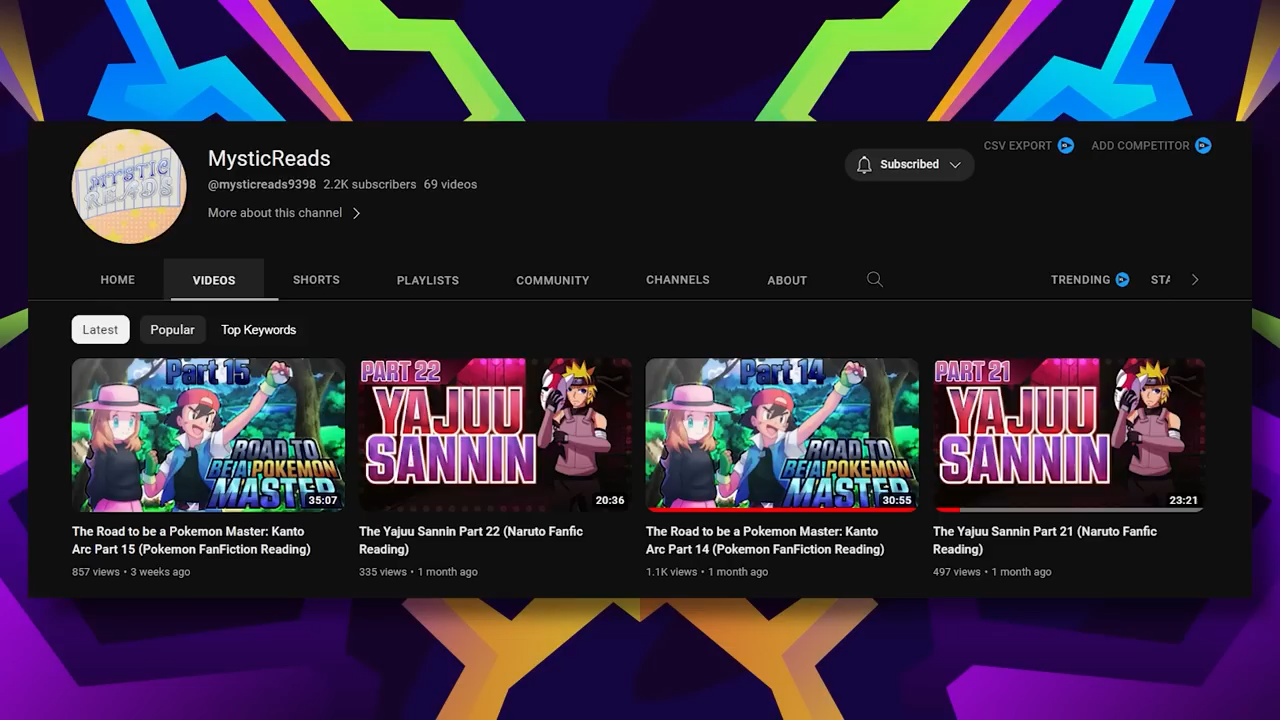 MYSTIC
READS
MysticReads
@mysticreads9398 2.2K subscribers 69 videos
More about this channel
Subscribed
CSV EXPORT
ADD COMPETITOR
HOME
VIDEOS
SHORTS
PLAYLISTS
COMMUNITY
CHANNELS
ABOUT
TRENDING
STA
Latest
Popular
Top Keywords
Part 15
ROAD TO
BE A POKEMON
MASTER
35:07
PART 22
YAJUU
SANNIN
20:36
Part 14
ROAD TO
BE A POKEMON
MASTER
30:55
PART 21
YAJUU
SANNIN
23:21
The Road to be a Pokemon Master: Kanto
Arc Part 15 (Pokemon FanFiction Reading)
857 views • 3 weeks ago
The Yajuu Sannin Part 22 (Naruto Fanfic
Reading)
335 views • 1 month ago
The Road to be a Pokemon Master: Kanto
Arc Part 14 (Pokemon FanFiction Reading)
1.1K views • 1 month ago
The Yajuu Sannin Part 21 (Naruto Fanfic
Reading)
497 views • 1 month ago